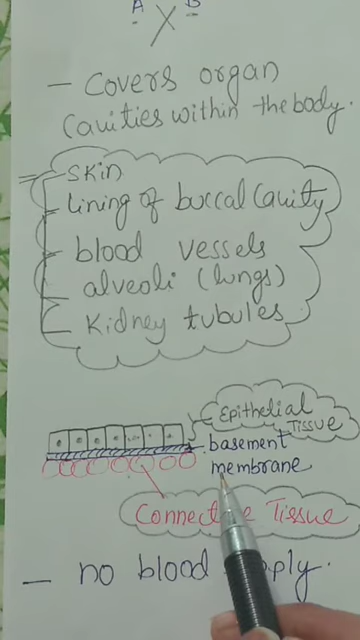 A B
- Covers organ
Cavities within the body.
- Skin
- lining of buccal Cavity
- blood vessels
alveoli (lungs)
- Kidney tubules
Epithelial
Tissue
basement
membrane
Tissue
- no blood